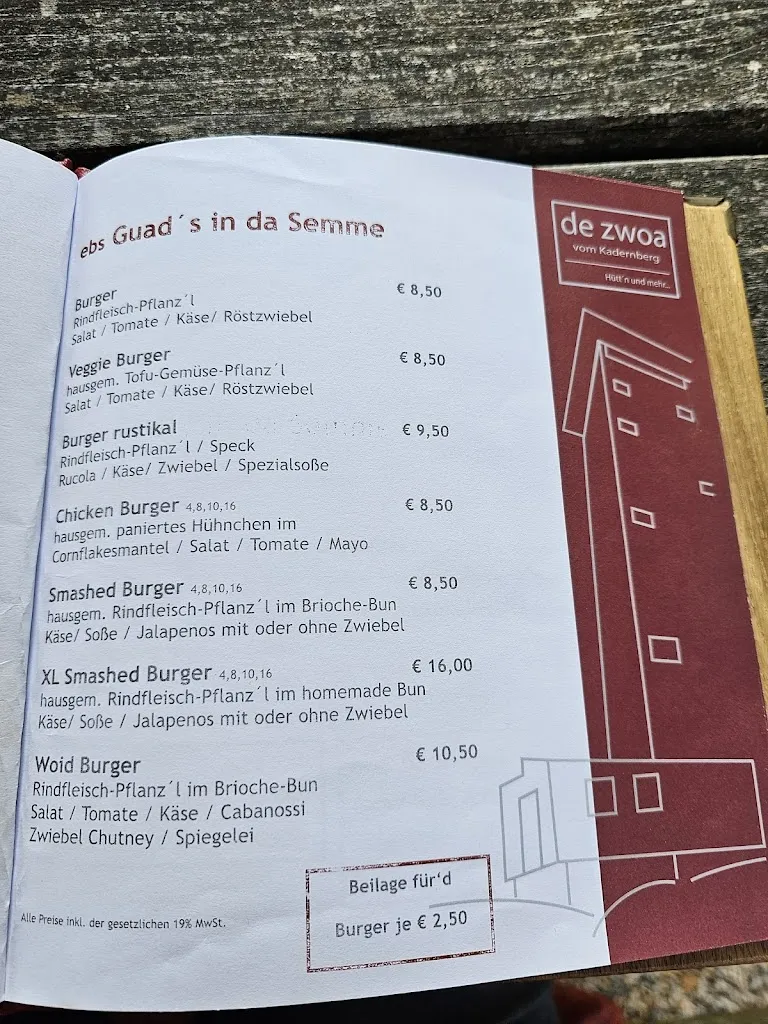 ebs Guad´s in da Semme
de zwoa
vom Kadernberg
Hütt'n und mehr...
Burger € 8,50
Rindfleisch-Pflanz´l
Salat / Tomate / Käse/ Röstzwiebel
Veggie Burger € 8,50
hausgem. Tofu-Gemüse-Pflanz´l
Salat / Tomate / Käse/ Röstzwiebel
Burger rustikal € 9,50
Rindfleisch-Pflanz´l / Speck
Rucola / Käse/ Zwiebel / Spezialsoße
Chicken Burger 4,8,10,16 € 8,50
hausgem. paniertes Hühnchen im
Cornflakesmantel / Salat / Tomate / Mayo
Smashed Burger 4,8,10,16 € 8,50
hausgem. Rindfleisch-Pflanz´l im Brioche-Bun
Käse/ Soße / Jalapenos mit oder ohne Zwiebel
XL Smashed Burger 4,8,10,16 € 16,00
hausgem. Rindfleisch-Pflanz´l im homemade Bun
Käse/ Soße / Jalapenos mit oder ohne Zwiebel
Woid Burger € 10,50
Rindfleisch-Pflanz´l im Brioche-Bun
Salat / Tomate / Käse / Cabanossi
Zwiebel Chutney / Spiegelei
Beilage für'd
Burger je € 2,50
Alle Preise inkl. der gesetzlichen 19% MwSt.